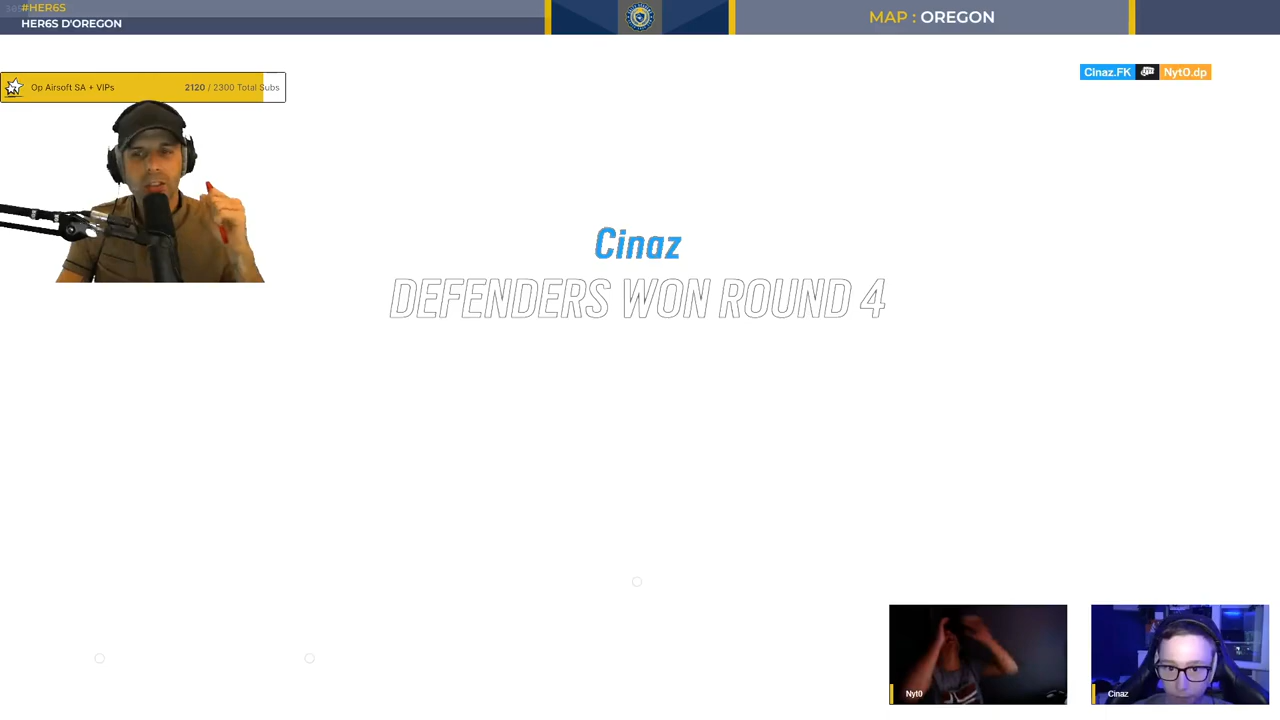 #HER6S
HER6S D'OREGON
MAP : OREGON
Op Airsoft SA + VIPs 2120 / 2300 Total Subs
Cinaz.FK Nyt0.dp
Cinaz
DEFENDERS WON ROUND 4
Nyt0
Cinaz